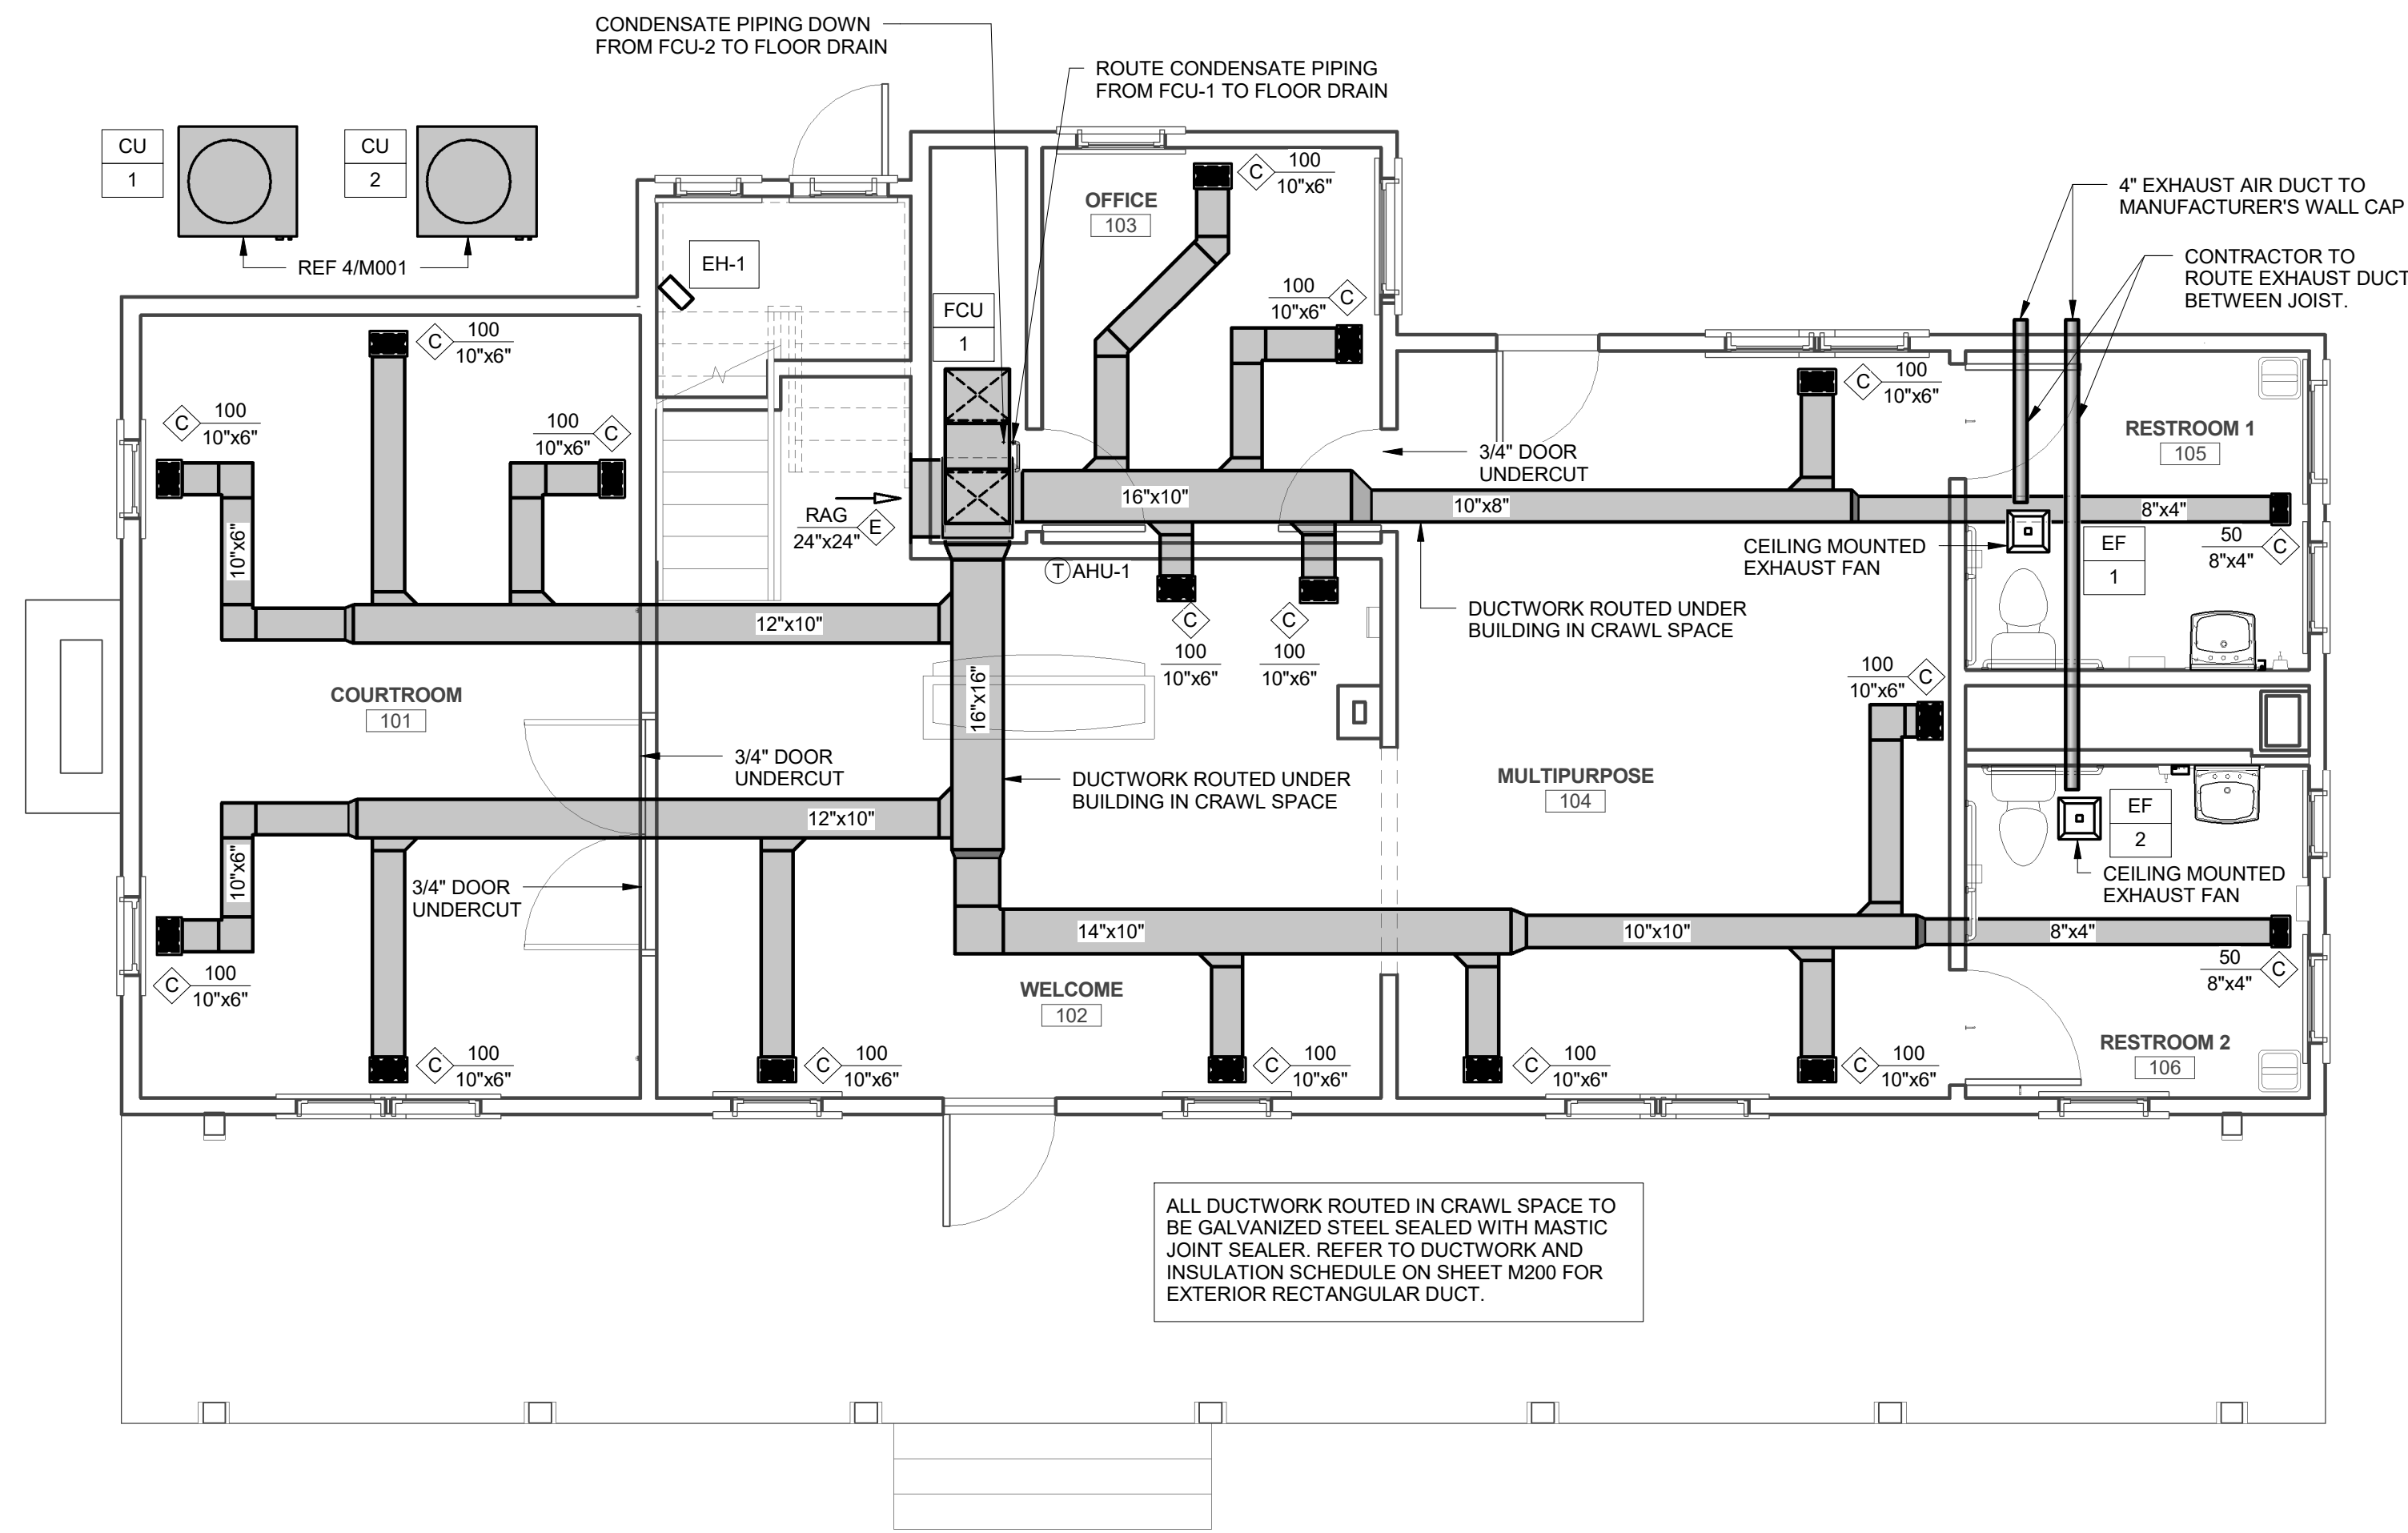 CONDENSATE PIPING DOWN
FROM FCU-2 TO FLOOR DRAIN
ROUTE CONDENSATE PIPING
FROM FCU-1 TO FLOOR DRAIN
CU
1
CU
2
REF 4/M001
EH-1
FCU
1
OFFICE
103
C
100
10"x6"
100
10"x6"
C
4" EXHAUST AIR DUCT TO
MANUFACTURER'S WALL CAP
CONTRACTOR TO
ROUTE EXHAUST DUCT
BETWEEN JOIST.
C
100
10"x6"
C
100
10"x6"
100
10"x6"
C
C
100
10"x6"
RESTROOM 1
105
3/4" DOOR
UNDERCUT
RAG
24"x24"
E
16"x10"
10"x8"
8"x4"
10"x6"
CEILING MOUNTED
EXHAUST FAN
EF
1
50
8"x4"
C
T
AHU-1
DUCTWORK ROUTED UNDER
BUILDING IN CRAWL SPACE
12"x10"
C
100
10"x6"
C
100
10"x6"
100
10"x6"
C
COURTROOM
101
16"x16"
3/4" DOOR
UNDERCUT
DUCTWORK ROUTED UNDER
BUILDING IN CRAWL SPACE
MULTIPURPOSE
104
12"x10"
EF
2
10"x6"
3/4" DOOR
UNDERCUT
CEILING MOUNTED
EXHAUST FAN
14"x10"
10"x10"
8"x4"
C
100
10"x6"
WELCOME
102
50
8"x4"
C
C
100
10"x6"
C
100
10"x6"
C
100
10"x6"
C
100
10"x6"
C
100
10"x6"
RESTROOM 2
106
ALL DUCTWORK ROUTED IN CRAWL SPACE TO
BE GALVANIZED STEEL SEALED WITH MASTIC
JOINT SEALER. REFER TO DUCTWORK AND
INSULATION SCHEDULE ON SHEET M200 FOR
EXTERIOR RECTANGULAR DUCT.